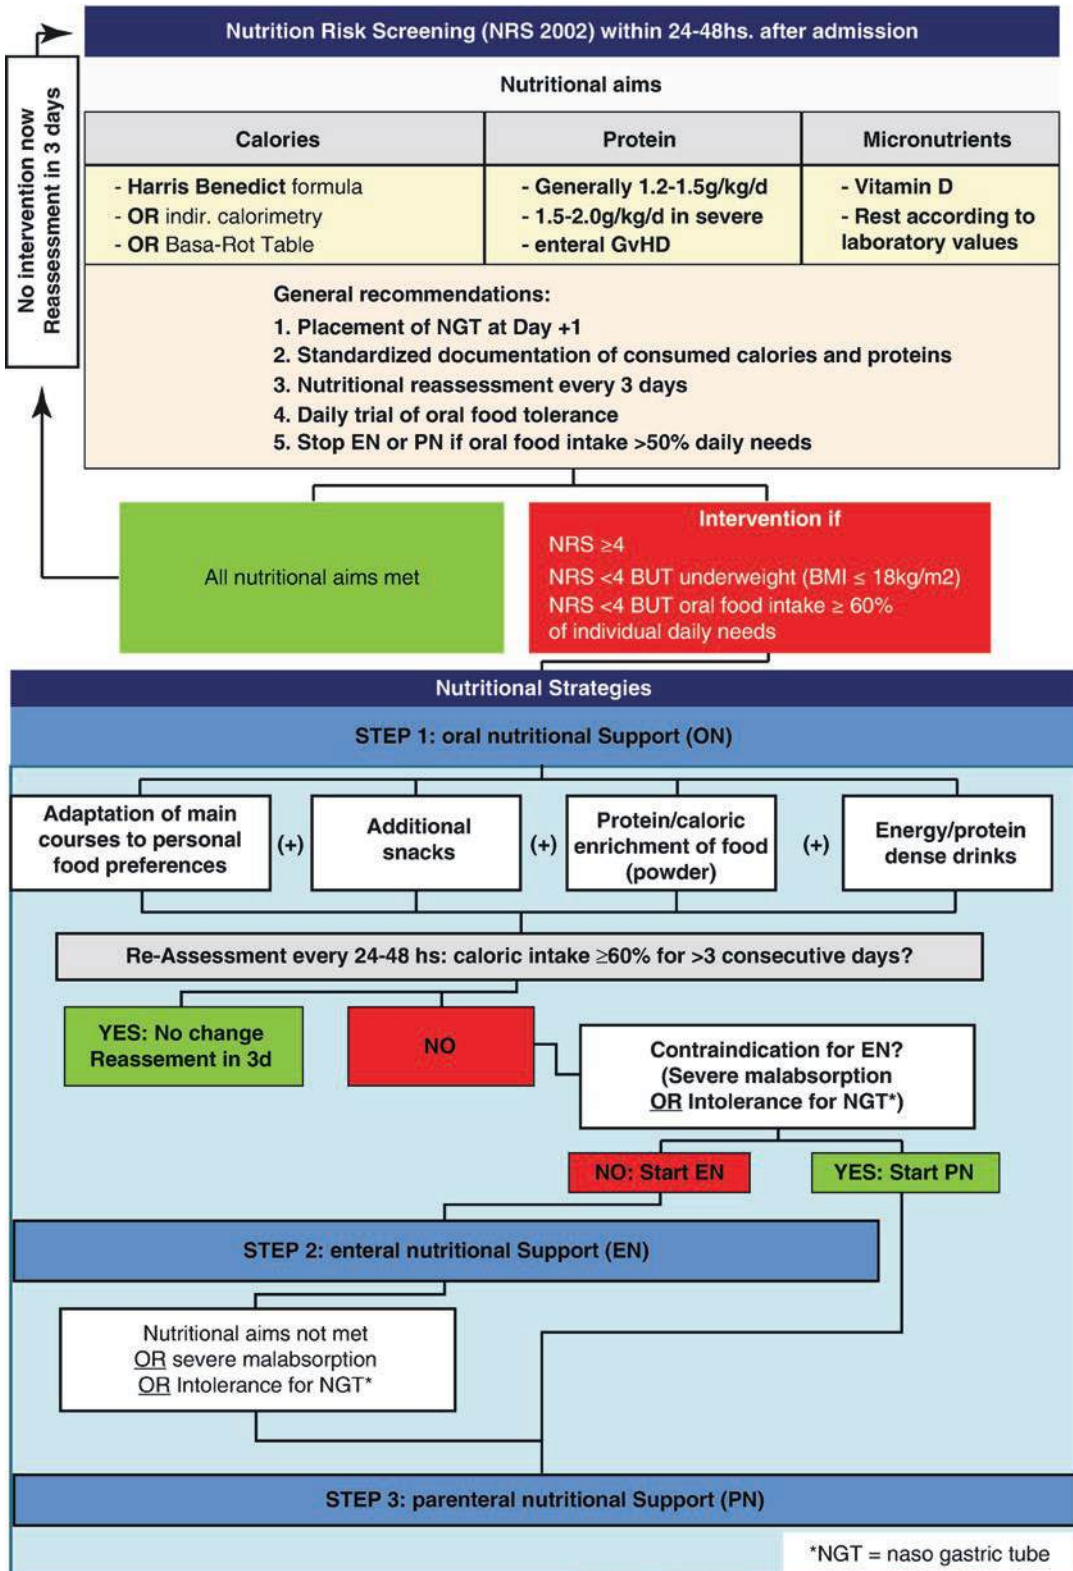 Nutrition Risk Screening (NRS 2002) within 24-48hs. after admission
No intervention now
Reassessment in 3 days
Nutritional aims
Calories
Protein
Micronutrients
- Harris Benedict formula
- OR indir. calorimetry
- OR Basa-Rot Table
- Generally 1.2-1.5g/kg/d
- 1.5-2.0g/kg/d in severe
- enteral GvHD
- Vitamin D
- Rest according to
laboratory values
General recommendations:
1. Placement of NGT at Day +1
2. Standardized documentation of consumed calories and proteins
3. Nutritional reassessment every 3 days
4. Daily trial of oral food tolerance
5. Stop EN or PN if oral food intake >50% daily needs
All nutritional aims met
Intervention if
NRS ≥4
NRS <4 BUT underweight (BMI ≤ 18kg/m2)
NRS <4 BUT oral food intake ≥ 60%
of individual daily needs
Nutritional Strategies
STEP 1: oral nutritional Support (ON)
Adaptation of main
courses to personal
food preferences
(+)
Additional
snacks
(+)
Protein/caloric
enrichment of food
(powder)
(+)
Energy/protein
dense drinks
Re-Assessment every 24-48 hs: caloric intake ≥60% for >3 consecutive days?
YES: No change
Reassement in 3d
NO
Contraindication for EN?
(Severe malabsorption
OR Intolerance for NGT*)
NO: Start EN
YES: Start PN
STEP 2: enteral nutritional Support (EN)
Nutritional aims not met
OR severe malabsorption
OR Intolerance for NGT*
STEP 3: parenteral nutritional Support (PN)
*NGT = naso gastric tube